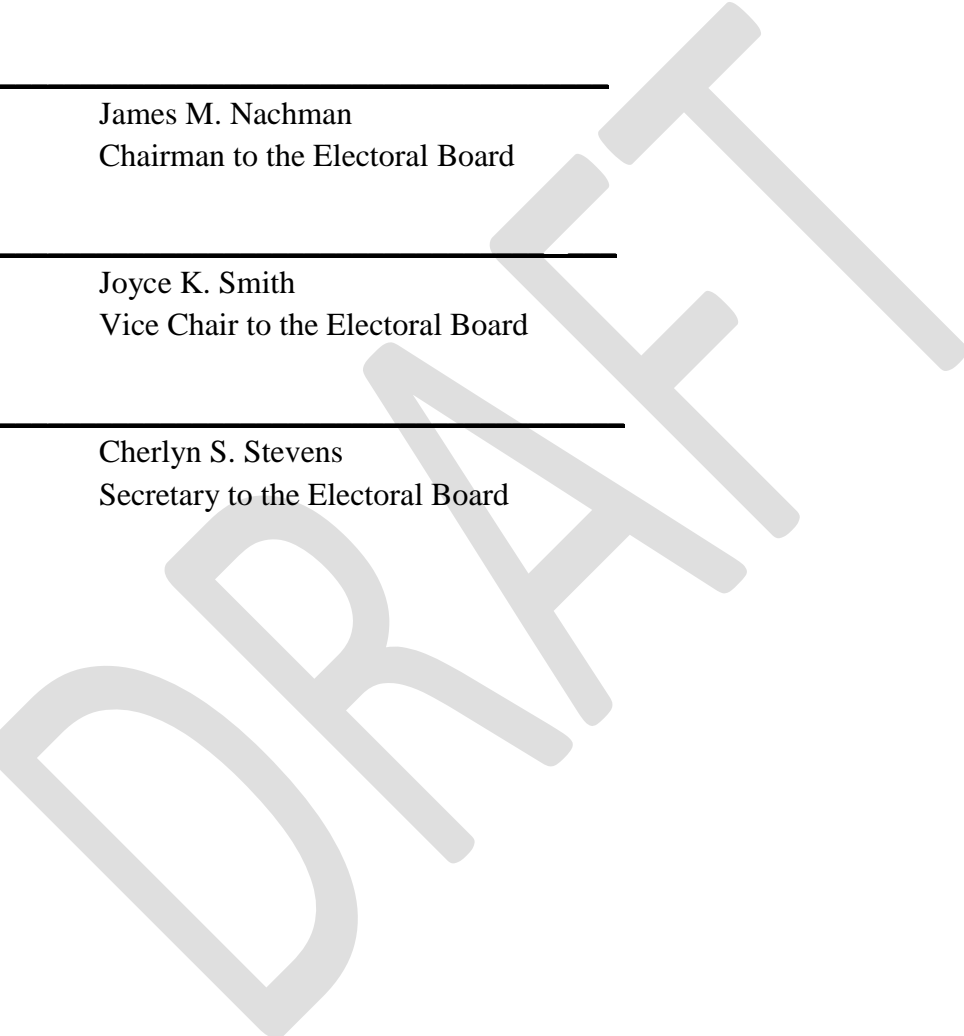 James M. Nachman
Chairman to the Electoral Board
Joyce K. Smith
Vice Chair to the Electoral Board
Cherlyn S. Stevens
Secretary to the Electoral Board
DRAFT